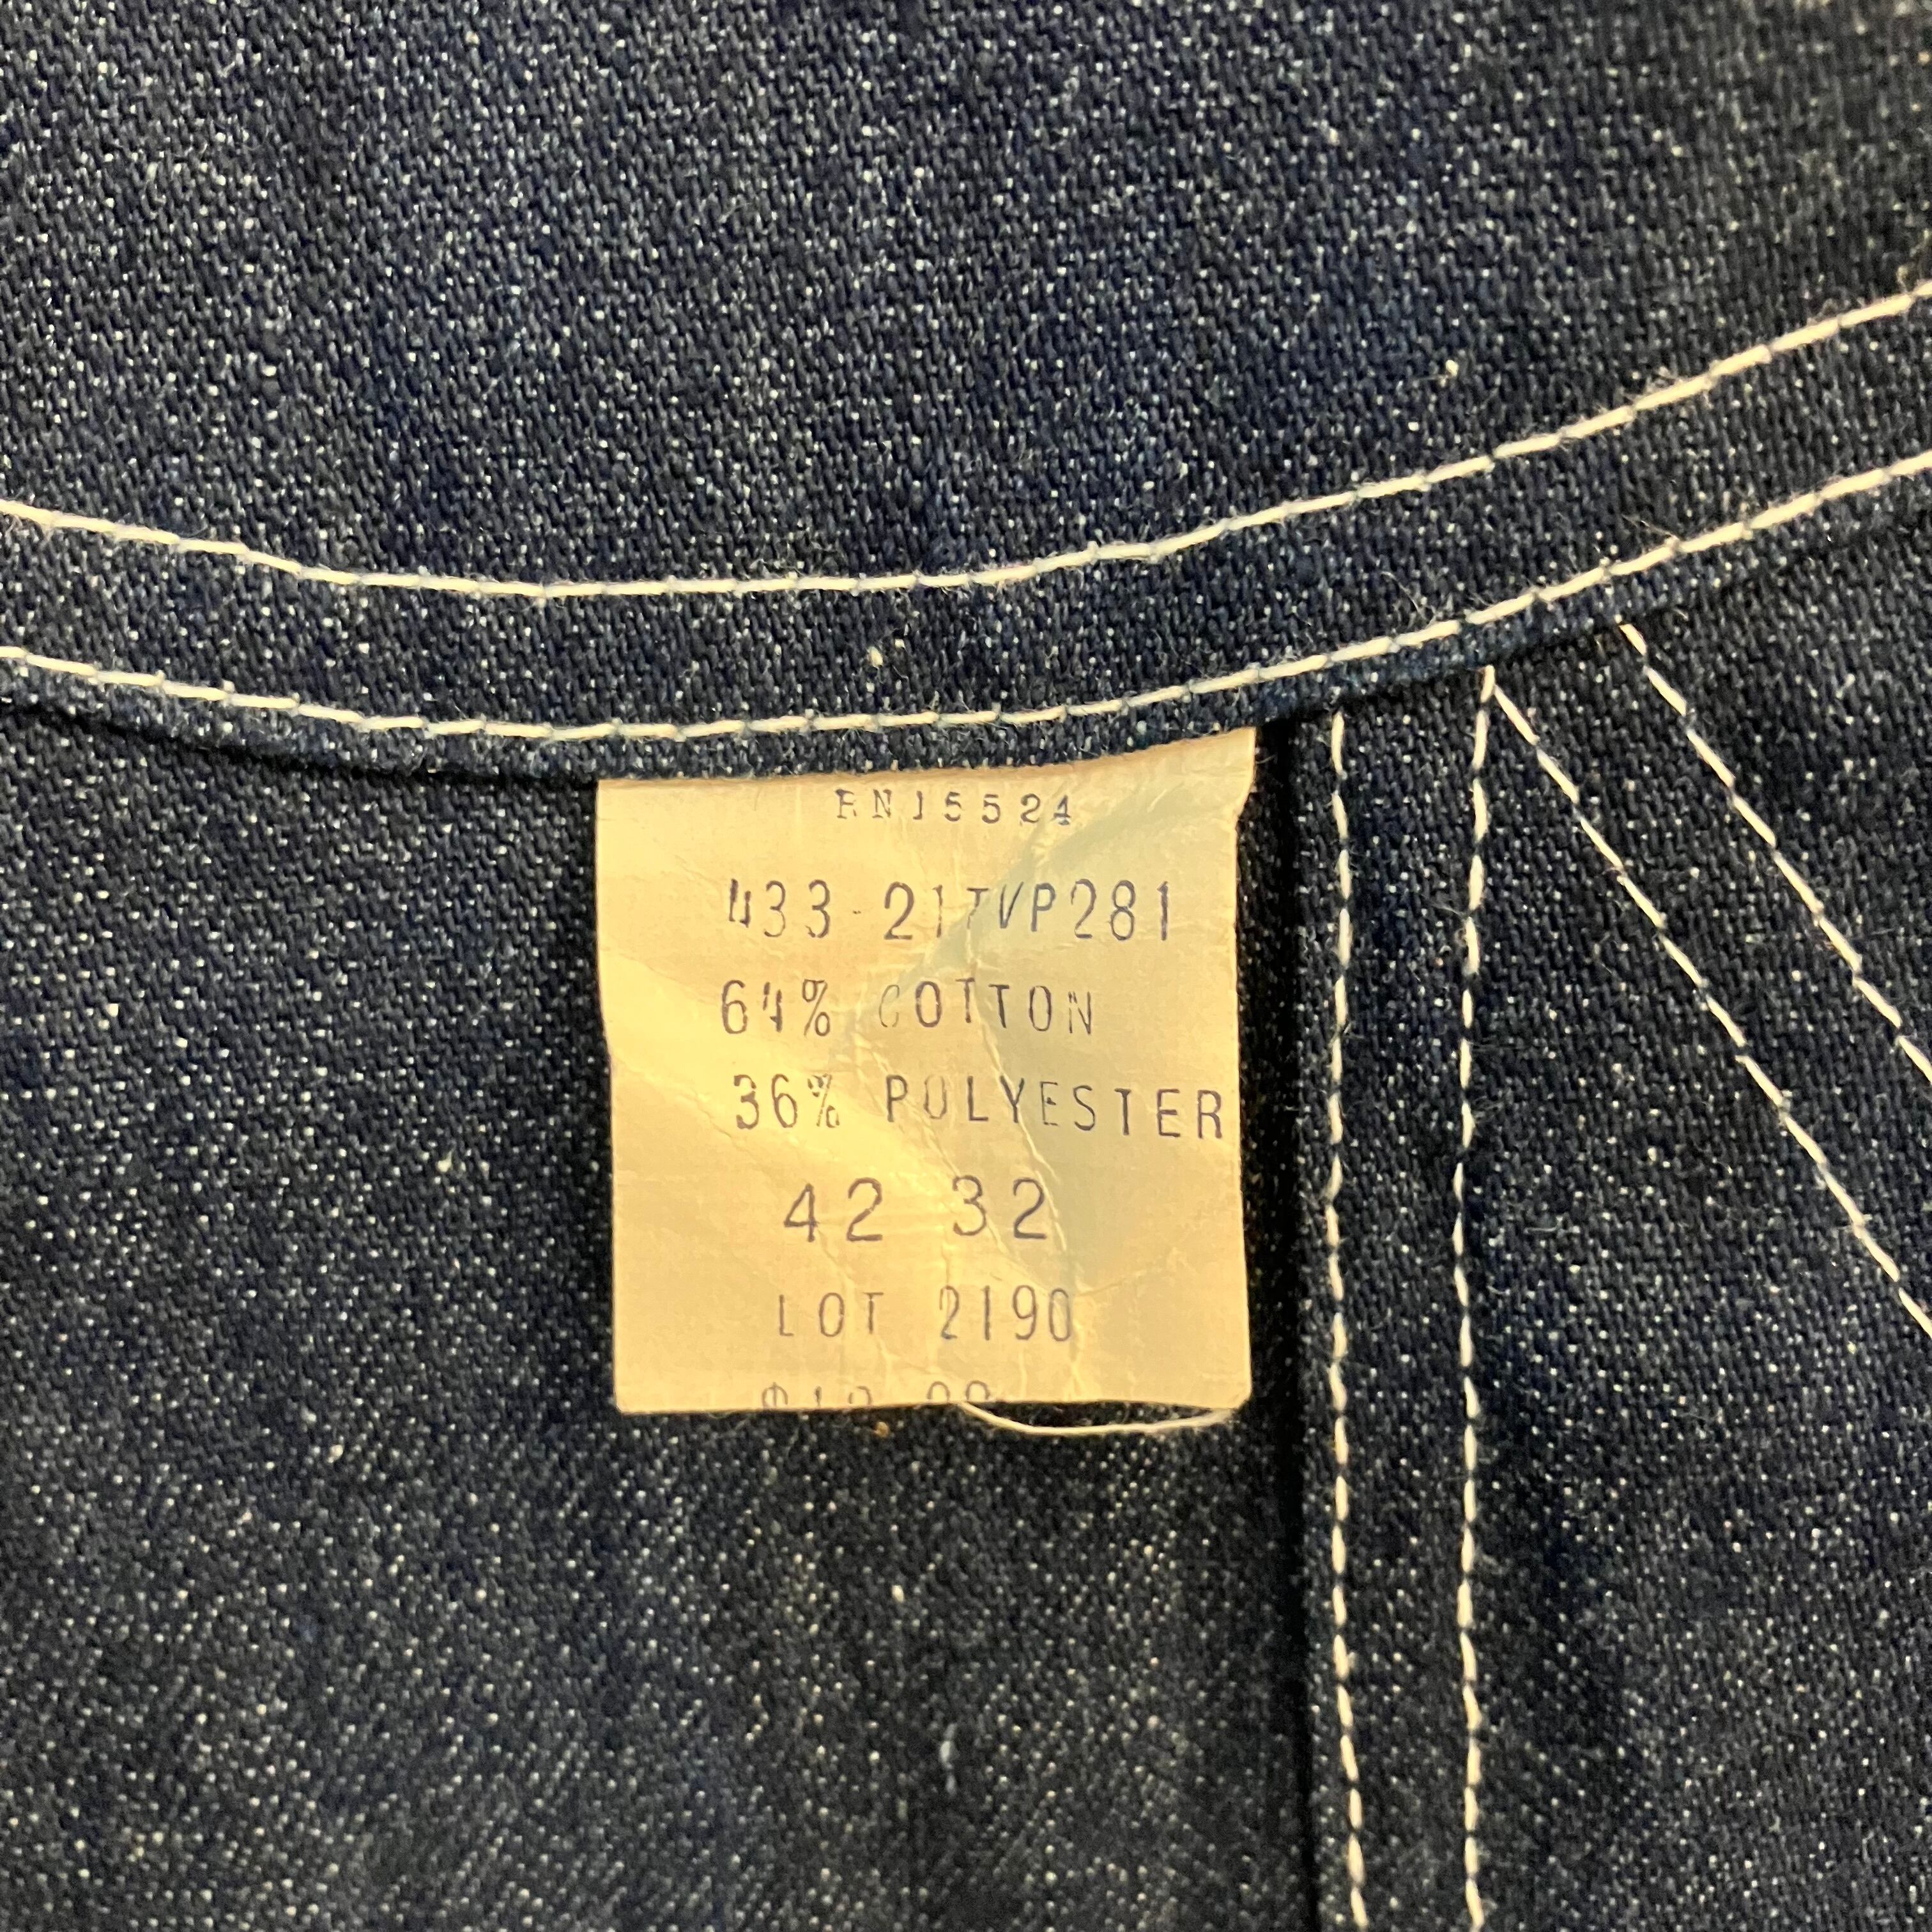 RN15524
433-21TVP281
64% COTTON
36% POLYESTER
42 32
LOT 2190